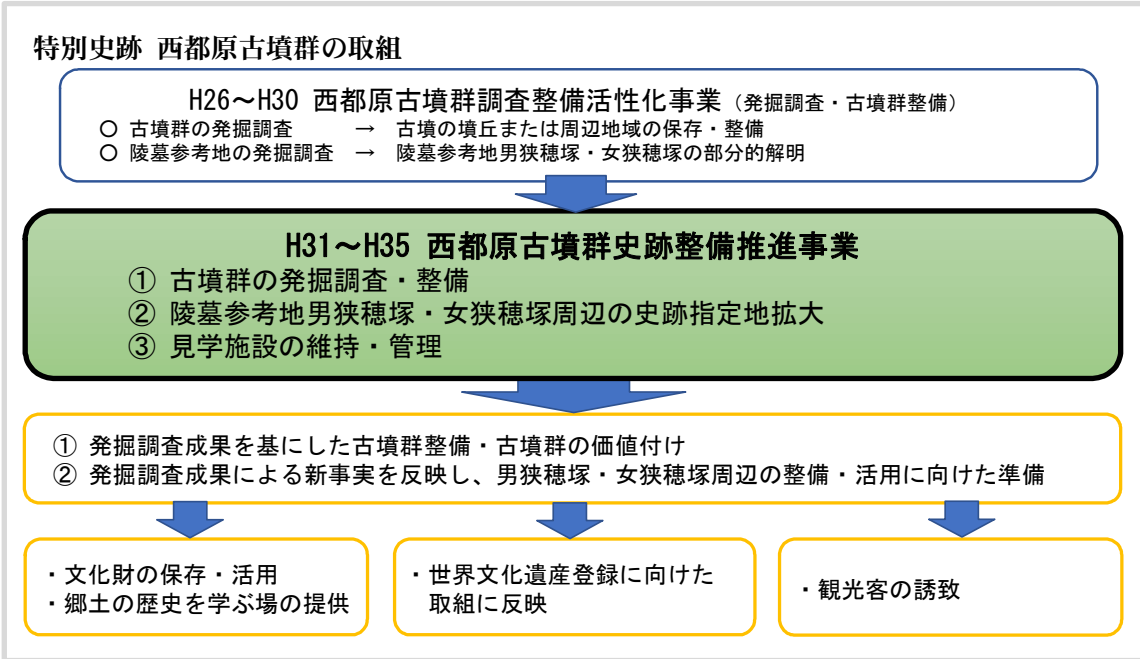 特別史跡 西都原古墳群の取組
H26～H30 西都原古墳群調査整備活性化事業（発掘調査・古墳群整備）
○ 古墳群の発掘調査 → 古墳の墳丘または周辺地域の保存・整備
○ 陵墓参考地の発掘調査 → 陵墓参考地男狭穂塚・女狭穂塚の部分的解明
H31～H35 西都原古墳群史跡整備推進事業
① 古墳群の発掘調査・整備
② 陵墓参考地男狭穂塚・女狭穂塚周辺の史跡指定地拡大
③ 見学施設の維持・管理
① 発掘調査成果を基にした古墳群整備・古墳群の価値付け
② 発掘調査成果による新事実を反映し、男狭穂塚・女狭穂塚周辺の整備・活用に向けた準備
・文化財の保存・活用
・郷土の歴史を学ぶ場の提供
・世界文化遺産登録に向けた
取組に反映
・観光客の誘致